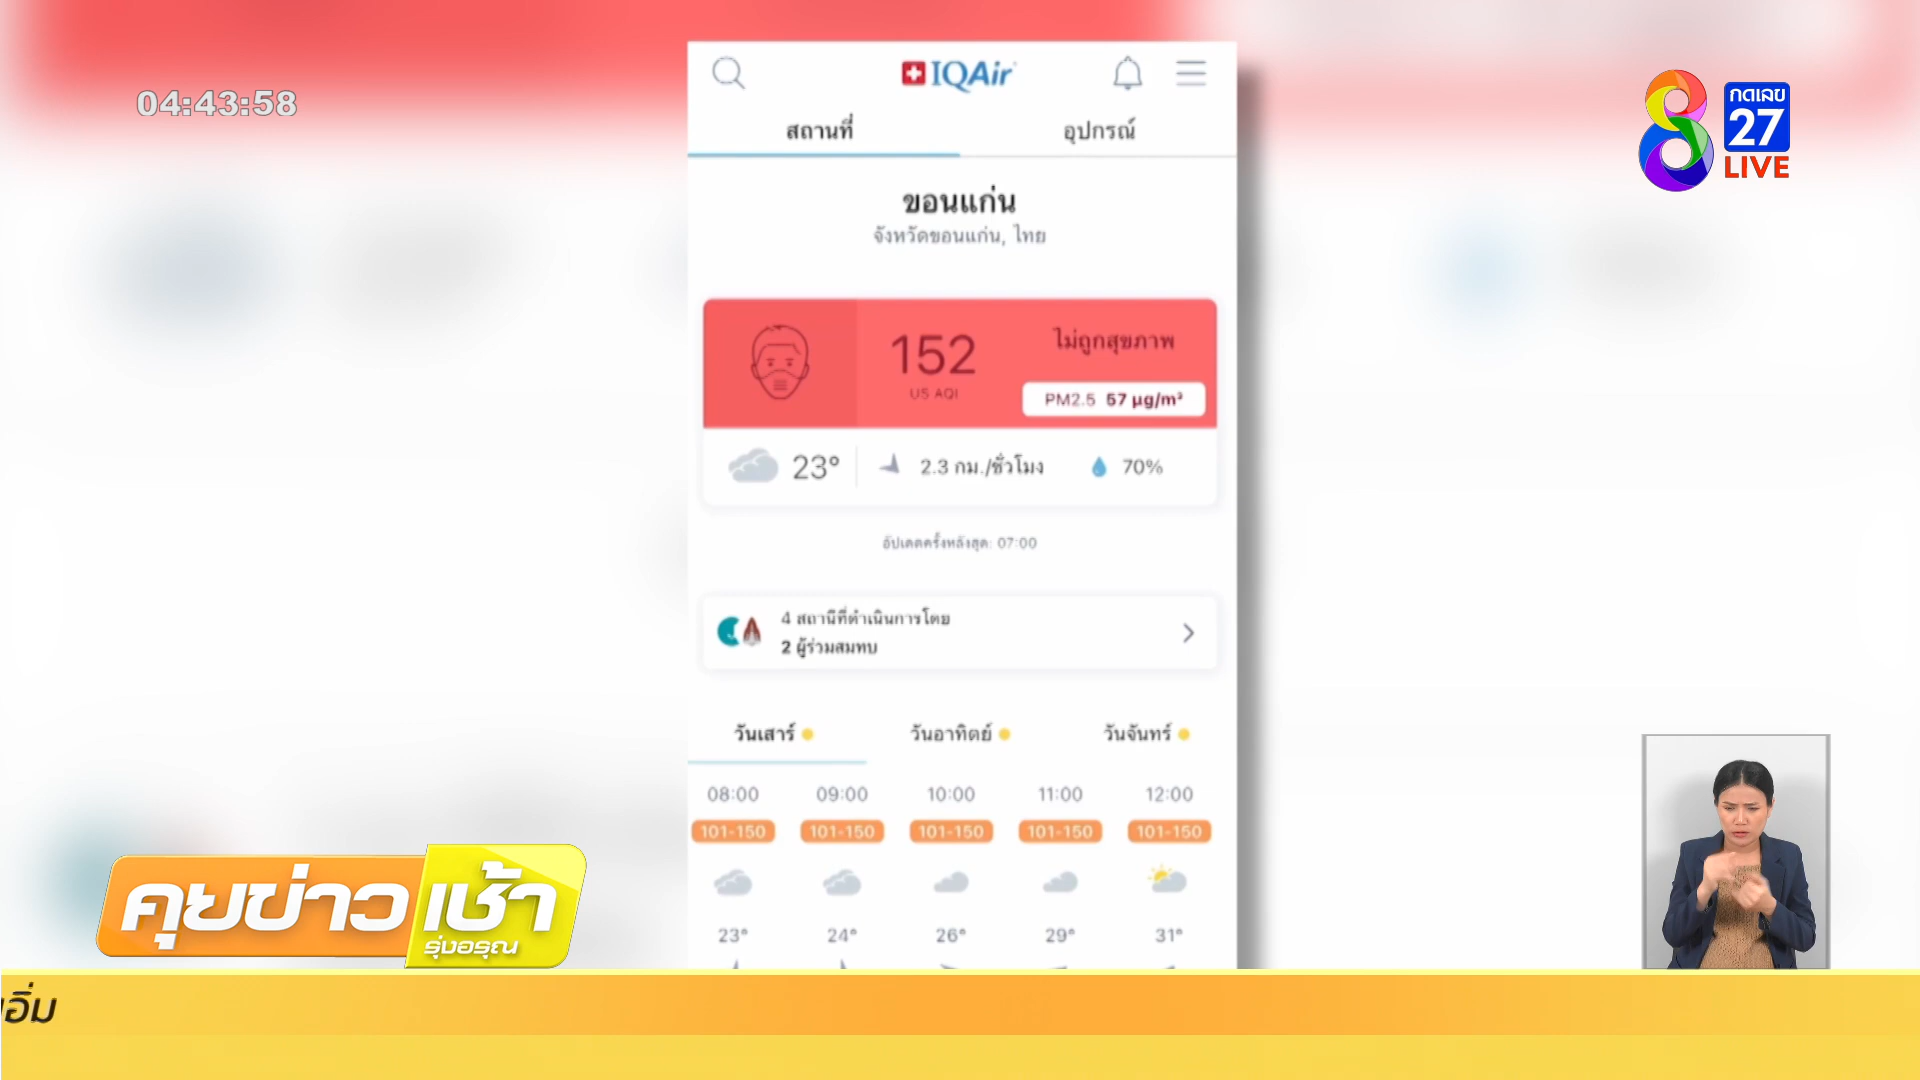 04:43:58
IQAir
กดเลข
27
LIVE
สถานที่
อุปกรณ์
ขอนแก่น
จังหวัดขอนแก่น, ไทย
152
US AQI
ไม่ถูกสุขภาพ
PM2.5 57 µg/m³
23°
2.3 กม./ชั่วโมง
70%
อัปเดตครั้งหลังสุด: 07:00
4 สถานีที่ดำเนินการโดย
2 ผู้ร่วมสมทบ
วันเสาร์
วันอาทิตย์
วันจันทร์
08:00 09:00 10:00 11:00 12:00
101-150 101-150 101-150 101-150 101-150
23° 24° 26° 29° 31°
คุยข่าวเช้า
รุ่งอรุณ
อิ่ม